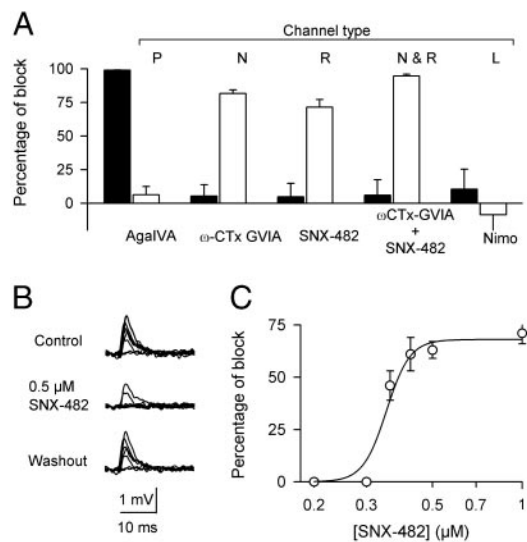 A
Channel type
P N R N & R L
Percentage of block
100
75
50
25
0
AgaIVA ω-CTx GVIA SNX-482 ωCTx-GVIA + SNX-482 Nimo
B
Control
0.5 µM
SNX-482
Washout
1 mV
10 ms
C
Percentage of block
75
50
25
0
0.2 0.3 0.5 0.7 1
[SNX-482] (µM)